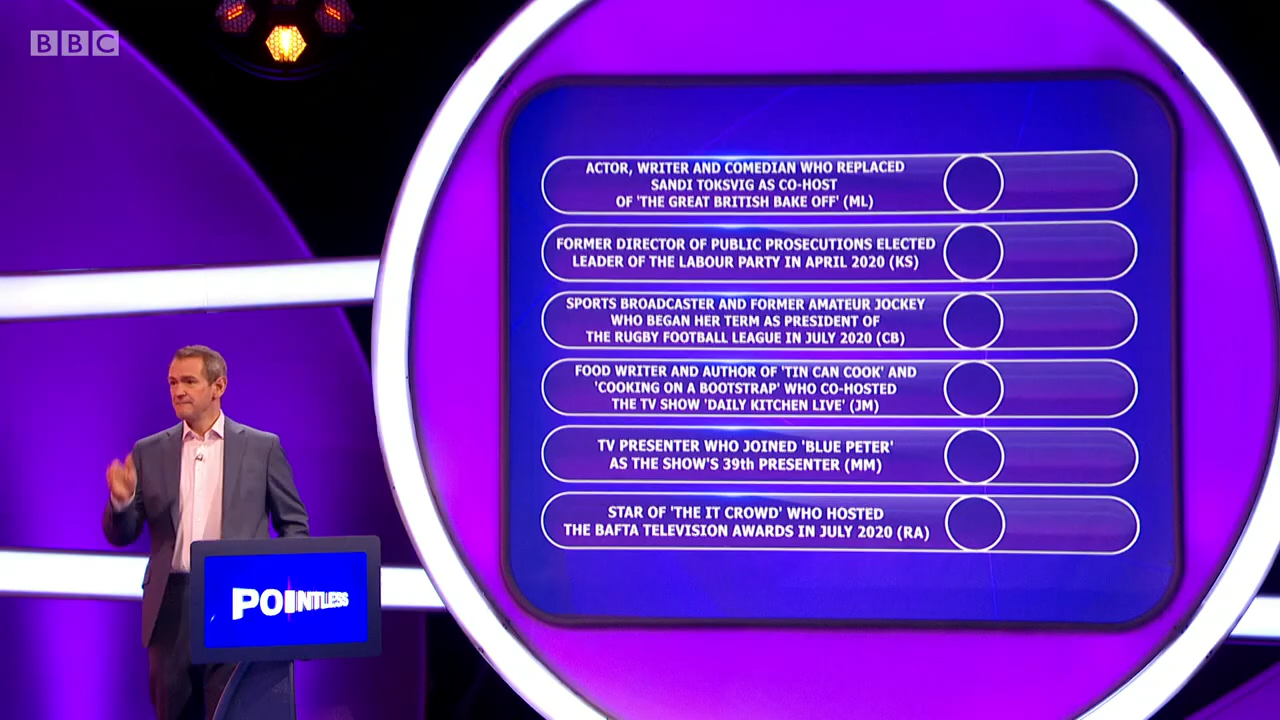 BBC
ACTOR, WRITER AND COMEDIAN WHO REPLACED
SANDI TOKSVIG AS CO-HOST
OF 'THE GREAT BRITISH BAKE OFF' (ML)
FORMER DIRECTOR OF PUBLIC PROSECUTIONS ELECTED
LEADER OF THE LABOUR PARTY IN APRIL 2020 (KS)
SPORTS BROADCASTER AND FORMER AMATEUR JOCKEY
WHO BEGAN HER TERM AS PRESIDENT OF
THE RUGBY FOOTBALL LEAGUE IN JULY 2020 (CB)
FOOD WRITER AND AUTHOR OF 'TIN CAN COOK' AND
'COOKING ON A BOOTSTRAP' WHO CO-HOSTED
THE TV SHOW 'DAILY KITCHEN LIVE' (JM)
TV PRESENTER WHO JOINED 'BLUE PETER'
AS THE SHOW'S 39th PRESENTER (MM)
STAR OF 'THE IT CROWD' WHO HOSTED
THE BAFTA TELEVISION AWARDS IN JULY 2020 (RA)
POINTLESS